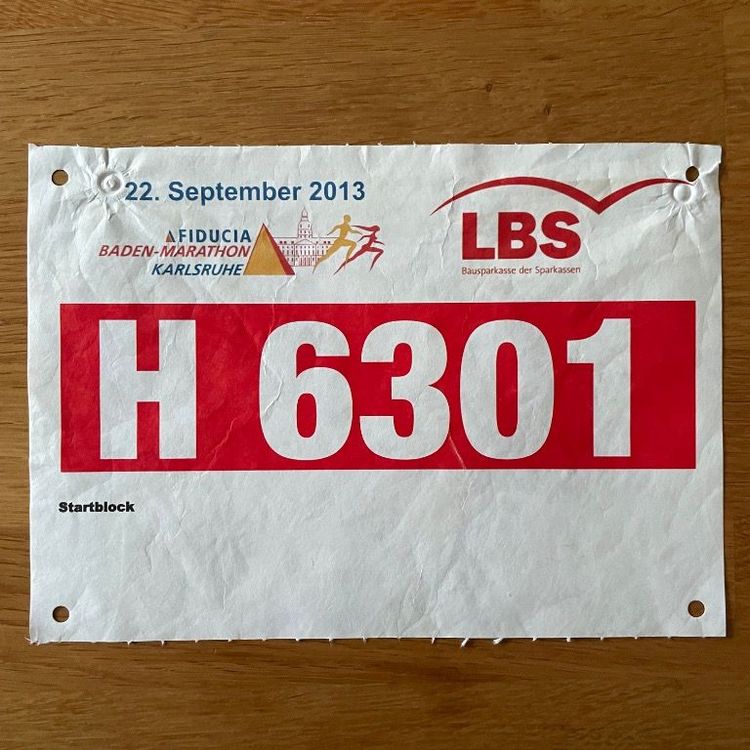 22. September 2013
FIDUCIA
BADEN-MARATHON
KARLSRUHE
LBS
Bausparkasse der Sparkassen
H 6301
Startblock